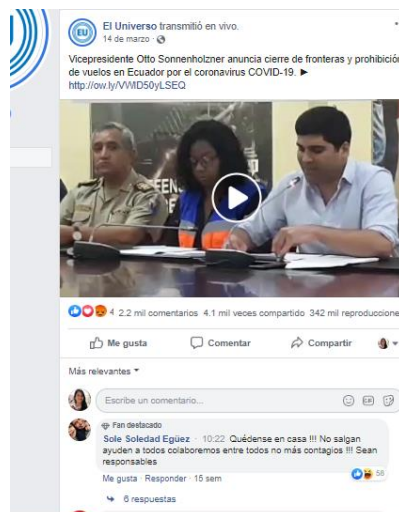 EU
El Universo transmitió en vivo.
14 de marzo ·
Vicepresidente Otto Sonnenholzner anuncia cierre de fronteras y prohibición
de vuelos en Ecuador por el coronavirus COVID-19. ►
http://ow.ly/VWID50yLSEQ
4 2.2 mil comentarios 4.1 mil veces compartido 342 mil reproducciones
Me gusta Comentar Compartir
Más relevantes
Escribe un comentario...
GIF
Fan destacado
Sole Soledad Egüez · 10:22 Quédense en casa !!! No salgan
ayuden a todos colaboremos entre todos no más contagios !!! Sean
responsables
58
Me gusta · Responder · 15 sem
6 respuestas